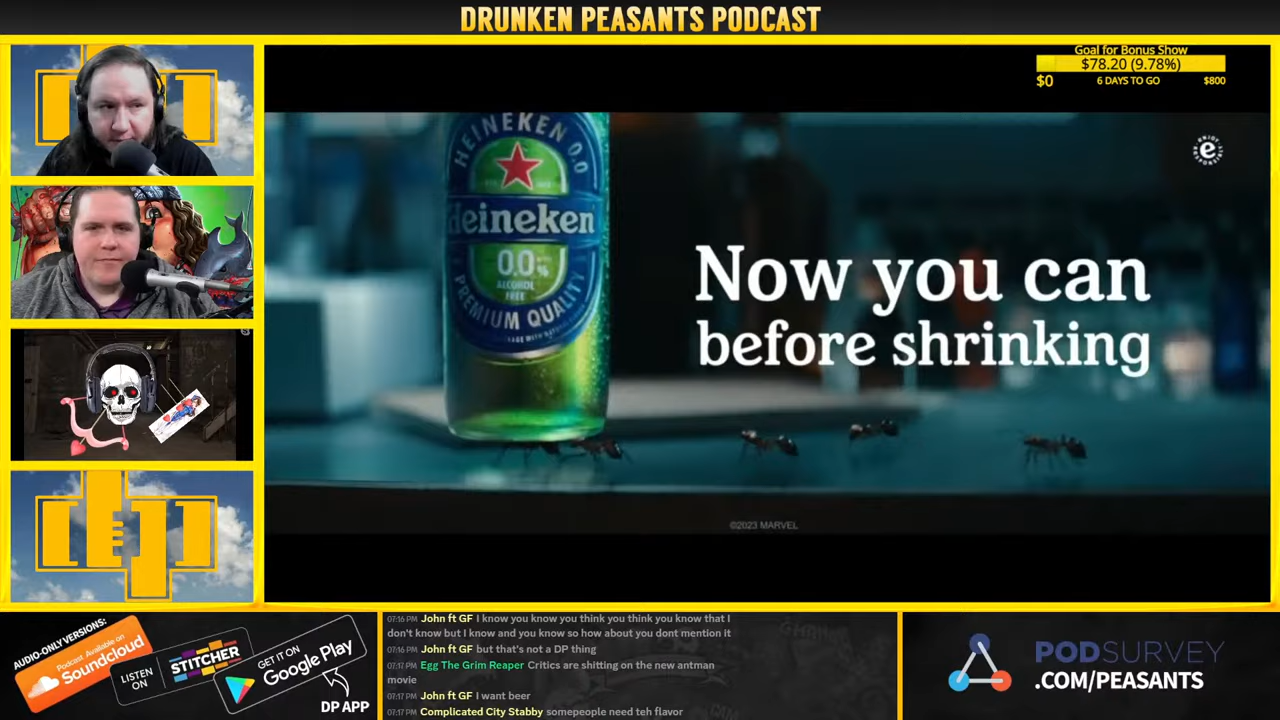 DRUNKEN PEASANTS PODCAST
Goal for Bonus Show
$78.20 (9.78%)
$0
6 DAYS TO GO
$800
HEINEKEN 0.0
Heineken
0.0%
ALCOHOL
FREE
PREMIUM QUALITY
Now you can
before shrinking
©2023 MARVEL
AUDIO-ONLY VERSIONS:
Podcast Available on
Soundcloud
LISTEN
ON
STITCHER
GET IT ON
Google Play
DP APP
07:16 PM John ft GF I know you know you think you think you know that I
don't know but I know and you know so how about you dont mention it
07:16 PM John ft GF but that's not a DP thing
07:17 PM Egg The Grim Reaper Critics are shitting on the new antman
movie
07:17 PM John ft GF I want beer
07:17 PM Complicated City Stabby somepeople need teh flavor
PODSURVEY
.COM/PEASANTS